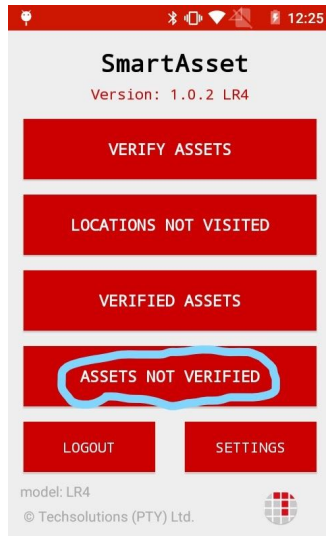 12:25
SmartAsset
Version: 1.0.2 LR4
VERIFY ASSETS
LOCATIONS NOT VISITED
VERIFIED ASSETS
ASSETS NOT VERIFIED
LOGOUT SETTINGS
model: LR4
© Techsolutions (PTY) Ltd.